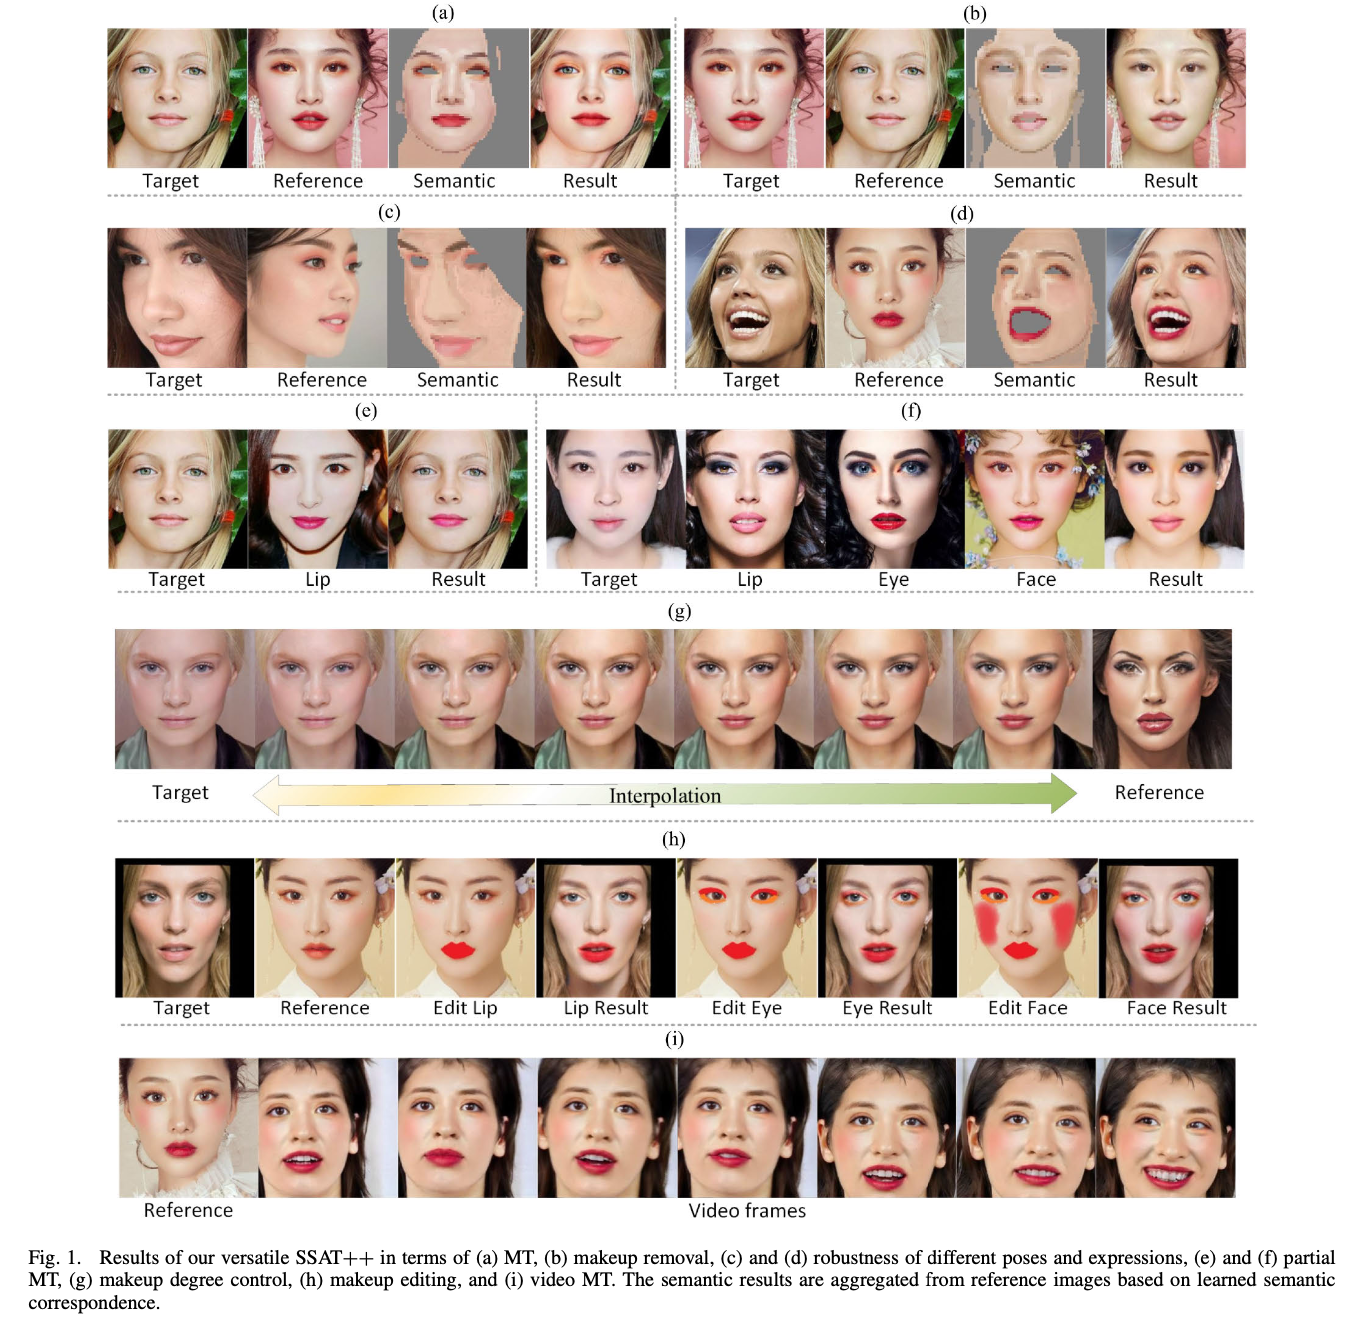 (a)
(b)
Target Reference Semantic Result
Target Reference Semantic Result
(c)
(d)
Target Reference Semantic Result
Target Reference Semantic Result
(e)
(f)
Target Lip Result
Target Lip Eye Face Result
(g)
Target Interpolation Reference
(h)
Target Reference Edit Lip Lip Result Edit Eye Eye Result Edit Face Face Result
(i)
Reference Video frames
Fig. 1. Results of our versatile SSAT++ in terms of (a) MT, (b) makeup removal, (c) and (d) robustness of different poses and expressions, (e) and (f) partial
MT, (g) makeup degree control, (h) makeup editing, and (i) video MT. The semantic results are aggregated from reference images based on learned semantic
correspondence.